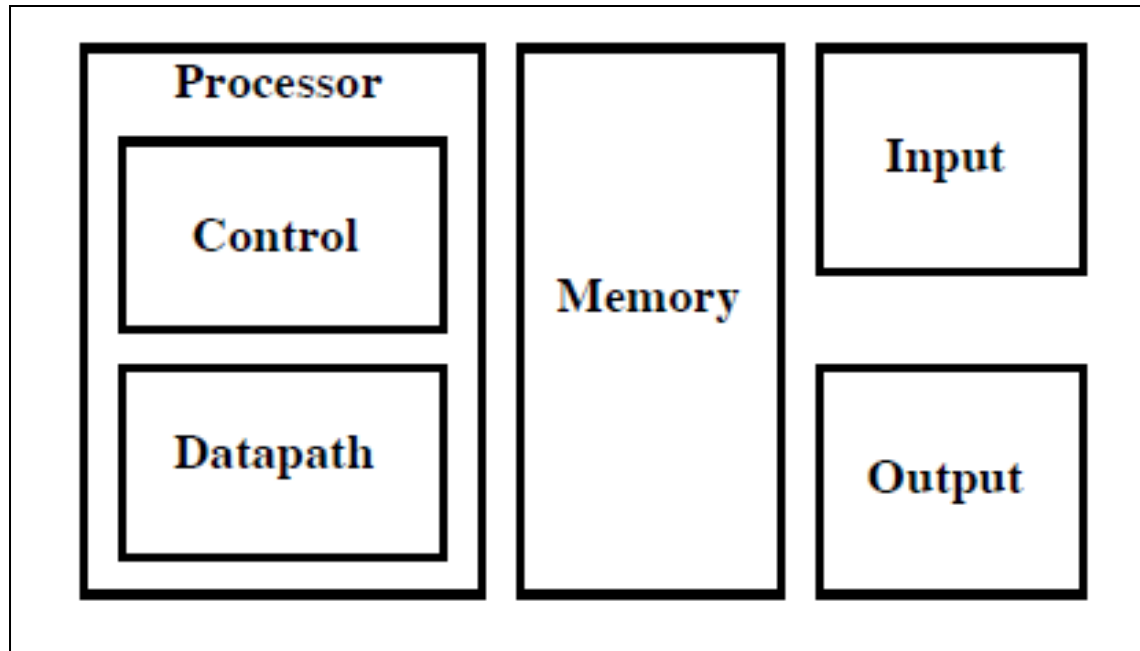 Processor
Control
Datapath
Memory
Input
Output